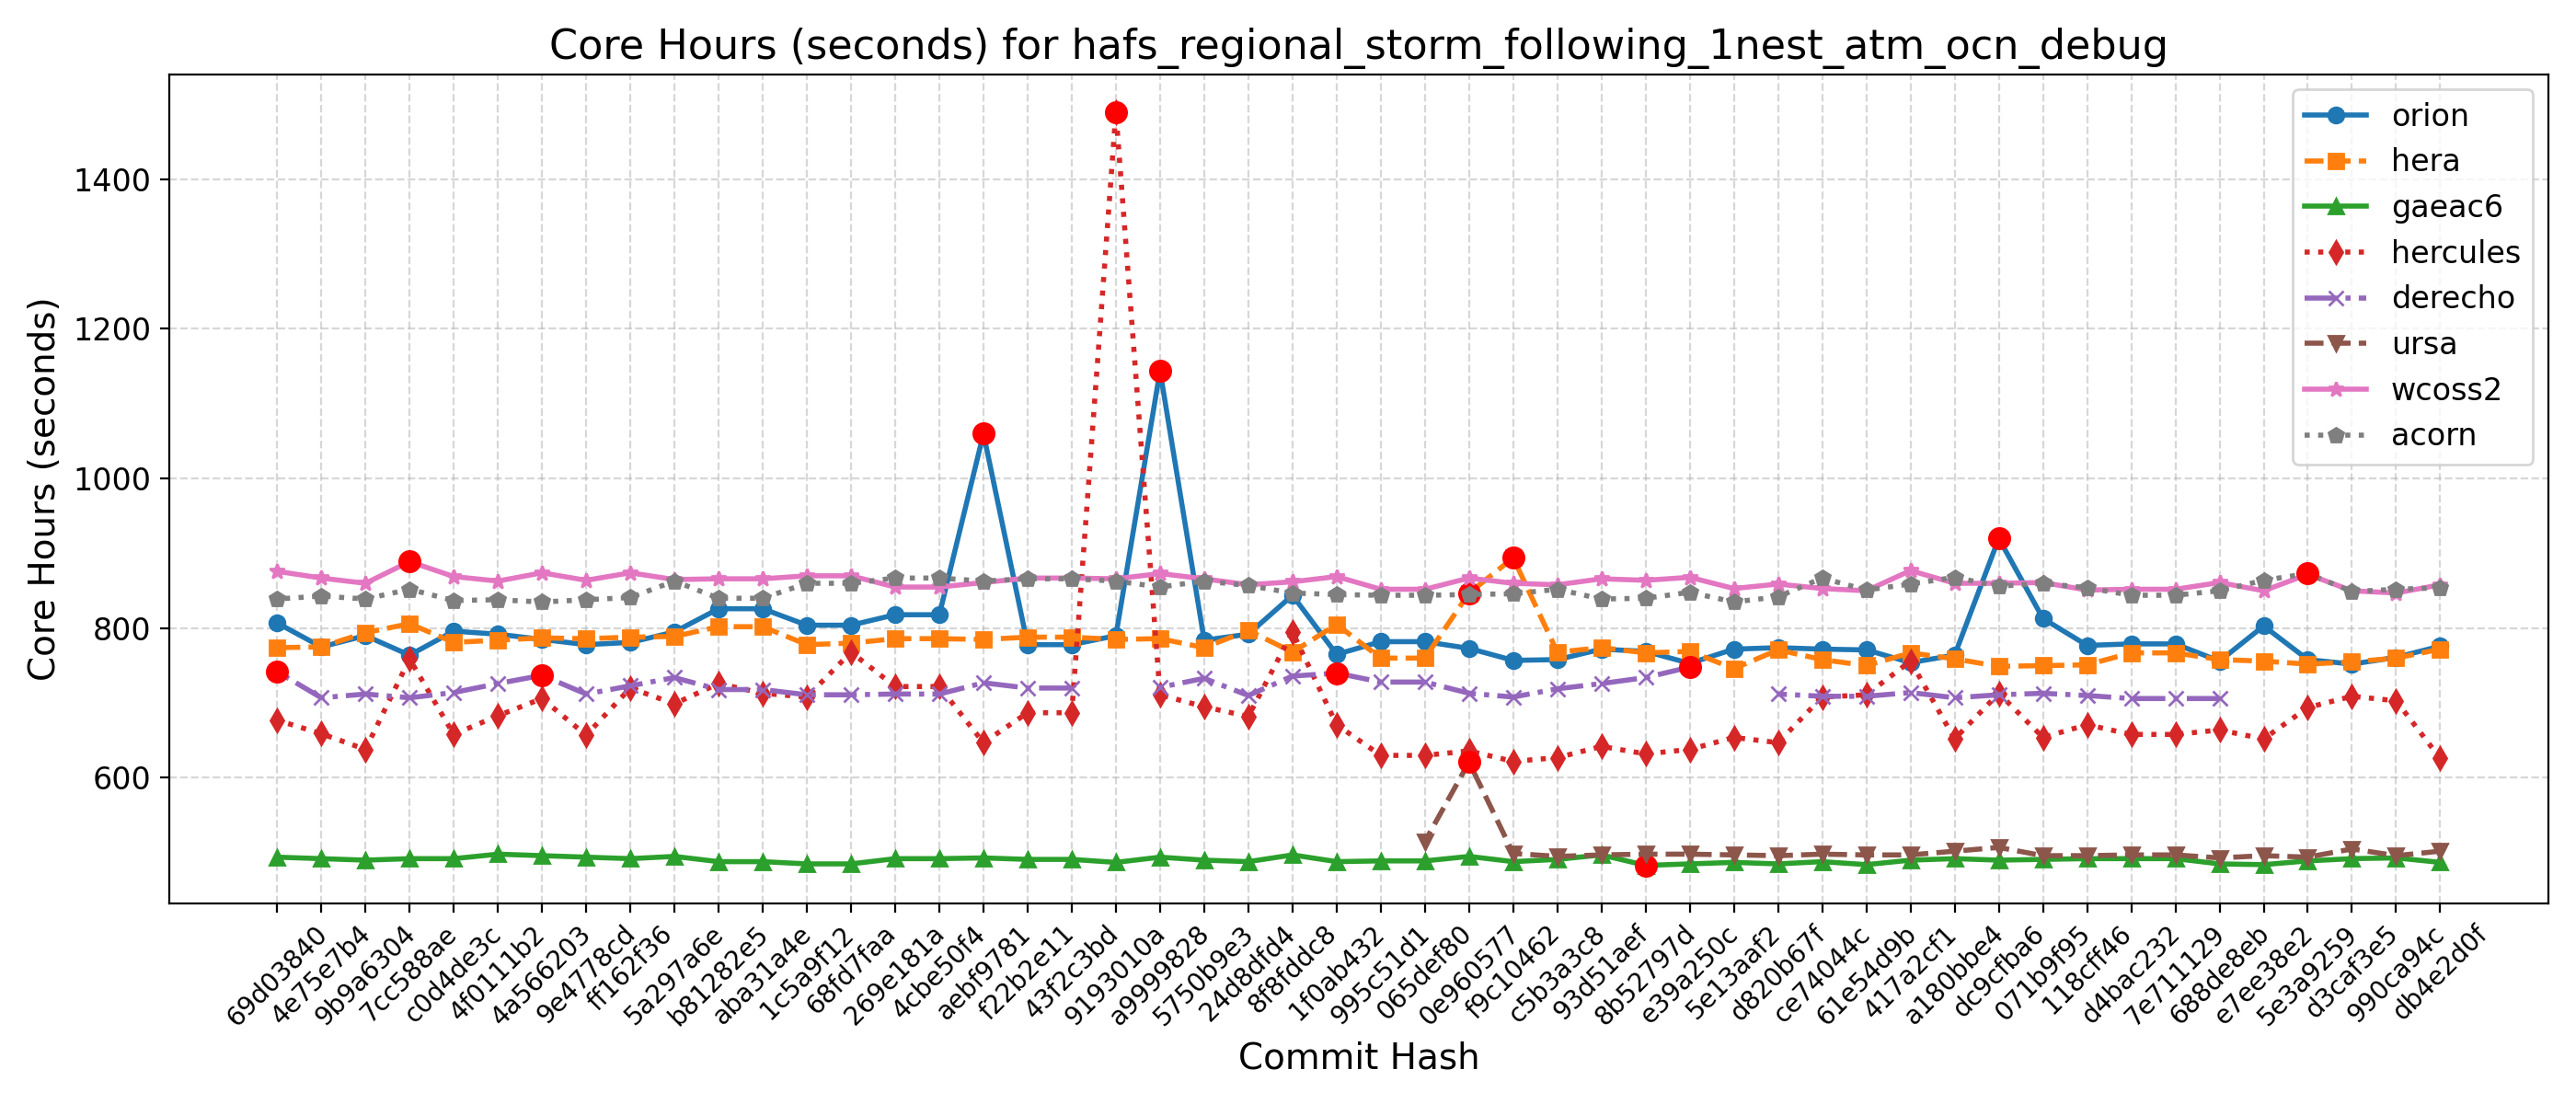 Core Hours (seconds) for hafs_regional_storm_following_1nest_atm_ocn_debug
Core Hours (seconds)
1400
1200
1000
800
600
orion
hera
gaeac6
hercules
derecho
ursa
wcoss2
acorn
69d03840
4e75e7b4
9b9a6304
7cc588ae
c0d4de3c
4f0111b2
4a566203
9e4778cd
ff162f36
5a297a6e
b81282e5
aba31a4e
1c5a9f12
68fd7faa
269e181a
4cbe50f4
aebf9781
f22b2e11
43f2c3bd
9193010a
a9999828
5750b9e3
24d8dfd4
8f8fddc8
1f0ab432
995c51d1
065def80
0e960577
f9c10462
c5b3a3c8
93d51aef
8b52797d
e39a250c
5e13aaf2
d820b67f
ce74044c
61e54d9b
417a2cf1
a180bbe4
dc9cfba6
071b9f95
118cff46
d4bac232
7e711129
688de8eb
e7ee38e2
5e3a9259
d3caf3e5
990ca94c
db4e2d0f
Commit Hash